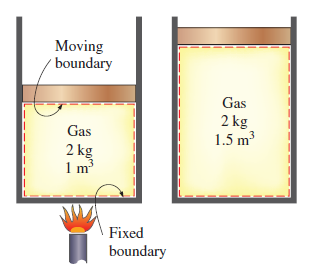 Moving
boundary
Gas
2 kg
1 m³
Fixed
boundary
Gas
2 kg
1.5 m³